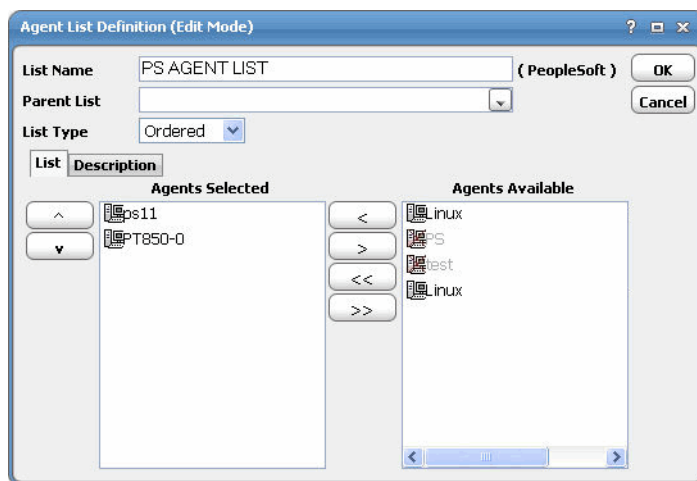 Agent List Definition (Edit Mode) ?
List Name PS AGENT LIST ( PeopleSoft ) OK
Parent List Cancel
List Type Ordered
List Description
Agents Selected Agents Available
ps11 < Linux
PT850-0 > PS
<< test
>> Linux